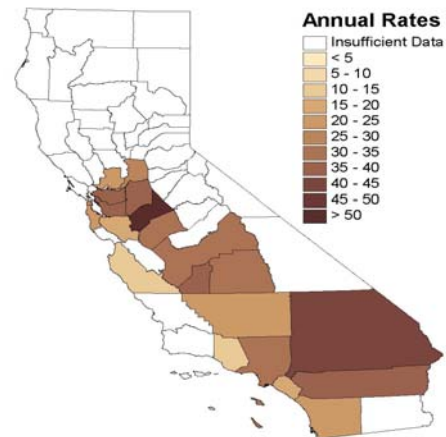 Annual Rates
Insufficient Data
< 5
5 - 10
10 - 15
15 - 20
20 - 25
25 - 30
30 - 35
35 - 40
40 - 45
45 - 50
> 50